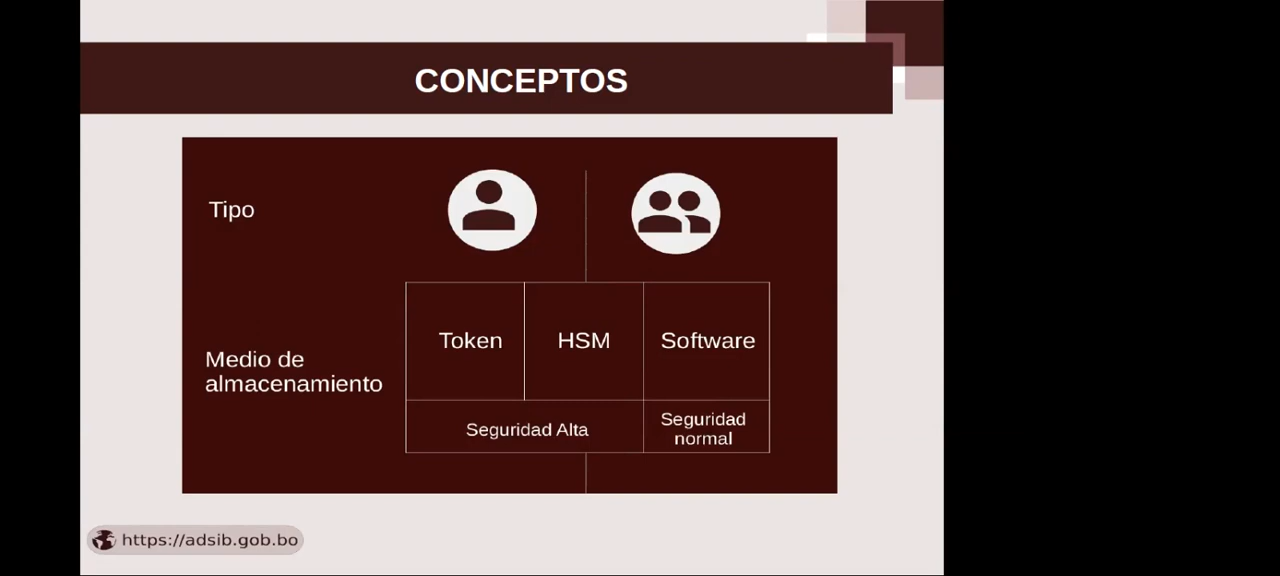 CONCEPTOS
Tipo
Token
HSM
Software
Medio de
almacenamiento
Seguridad Alta
Seguridad
normal
https://adsib.gob.bo